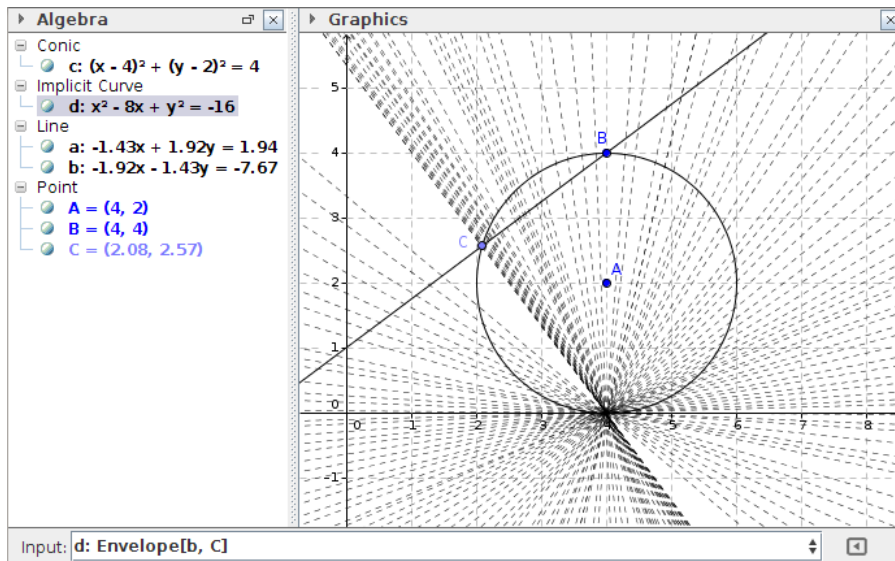 Algebra
Conic
c: (x - 4)² + (y - 2)² = 4
Implicit Curve
d: x² - 8x + y² = -16
Line
a: -1.43x + 1.92y = 1.94
b: -1.92x - 1.43y = -7.67
Point
A = (4, 2)
B = (4, 4)
C = (2.08, 2.57)
Graphics
5
B
4
3
C
A
2
1
0
0 1 2 3 4 5 6 7 8
-1
Input: d: Envelope[b, C]